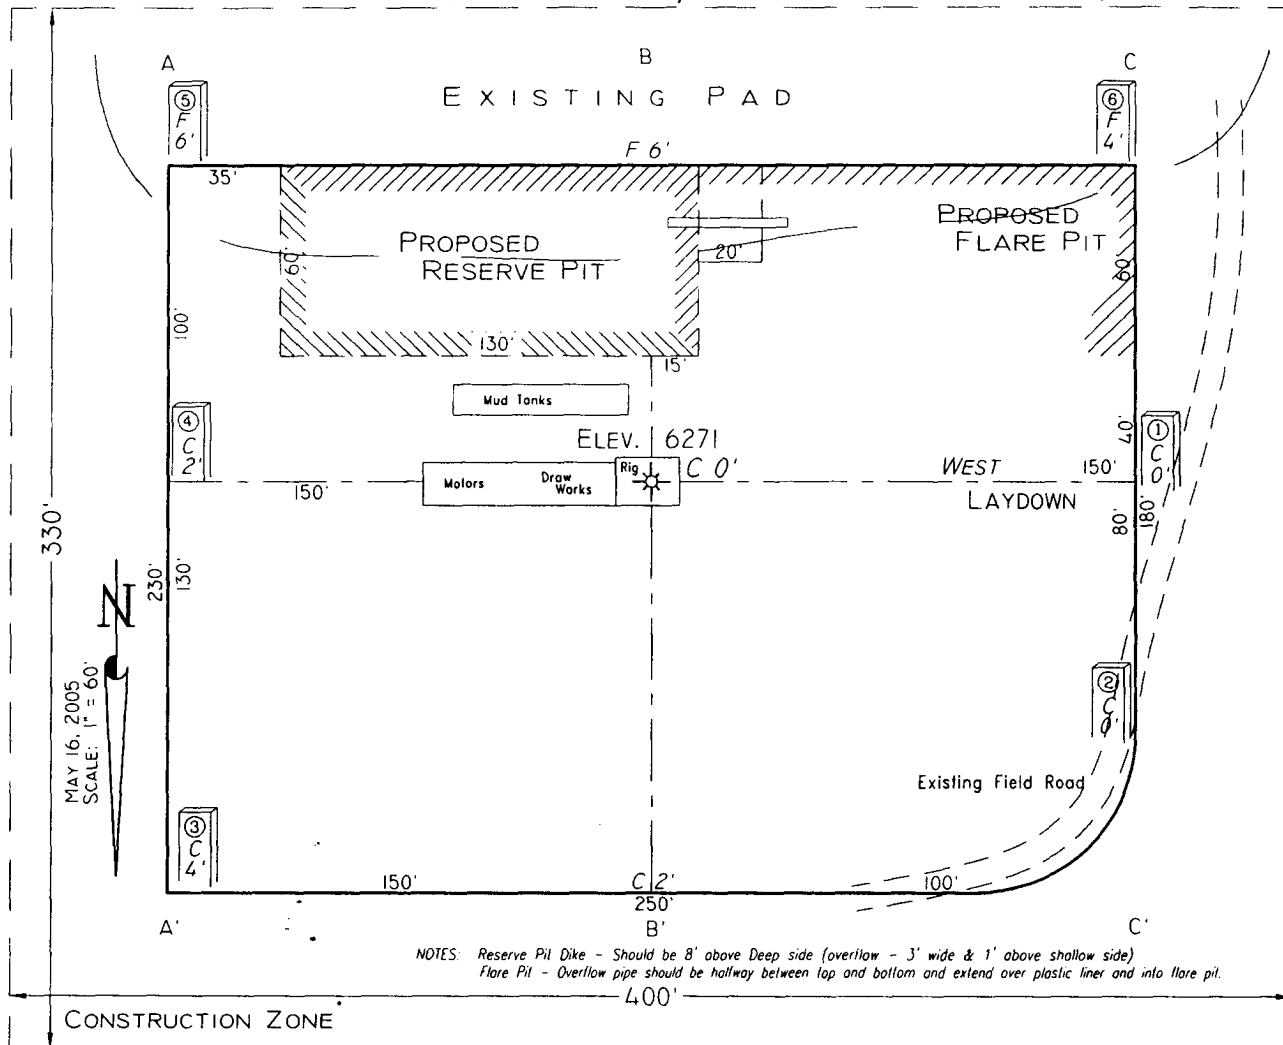 A
B
C
EXISTING PAD
⑤
F
6'
⑥
F
4'
F 6'
35'
PROPOSED
RESERVE PIT
60'
20'
PROPOSED
FLARE PIT
60'
100'
130'
15'
Mud Tanks
④
C
2'
ELEV. 6271
C 0'
Rig
Motors
Draw
Works
150'
WEST
150'
LAYDOWN
40'
①
C
0'
80'
180'
330'
230'
130'
N
MAY 16, 2005
SCALE: 1" = 60'
②
C
0'
Existing Field Road
③
C
4'
150'
C 2'
100'
250'
A'
B'
C'
NOTES: Reserve Pit Dike - Should be 8' above Deep side (overflow - 3' wide & 1' above shallow side)
Flare Pit - Overflow pipe should be halfway between top and bottom and extend over plastic liner and into flare pit.
400'
CONSTRUCTION ZONE